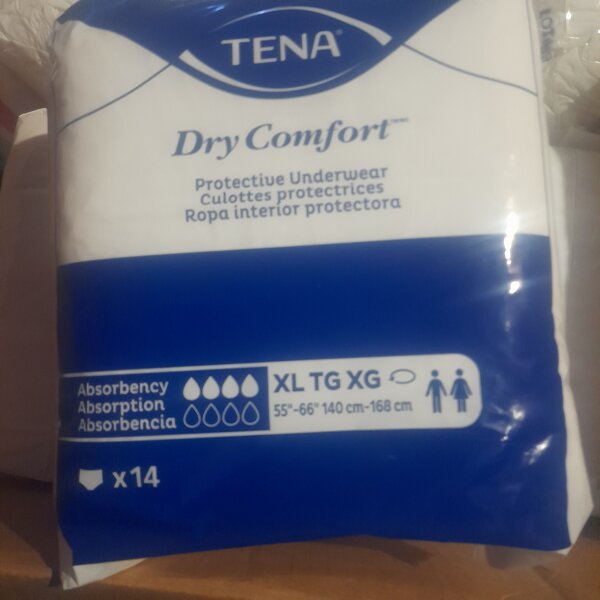 TENA®
Dry Comfort™
Protective Underwear
Culottes protectrices
Ropa interior protectora
Absorbency
Absorption
Absorbencia
XL TG XG
55"-66" 140 cm-168 cm
x14